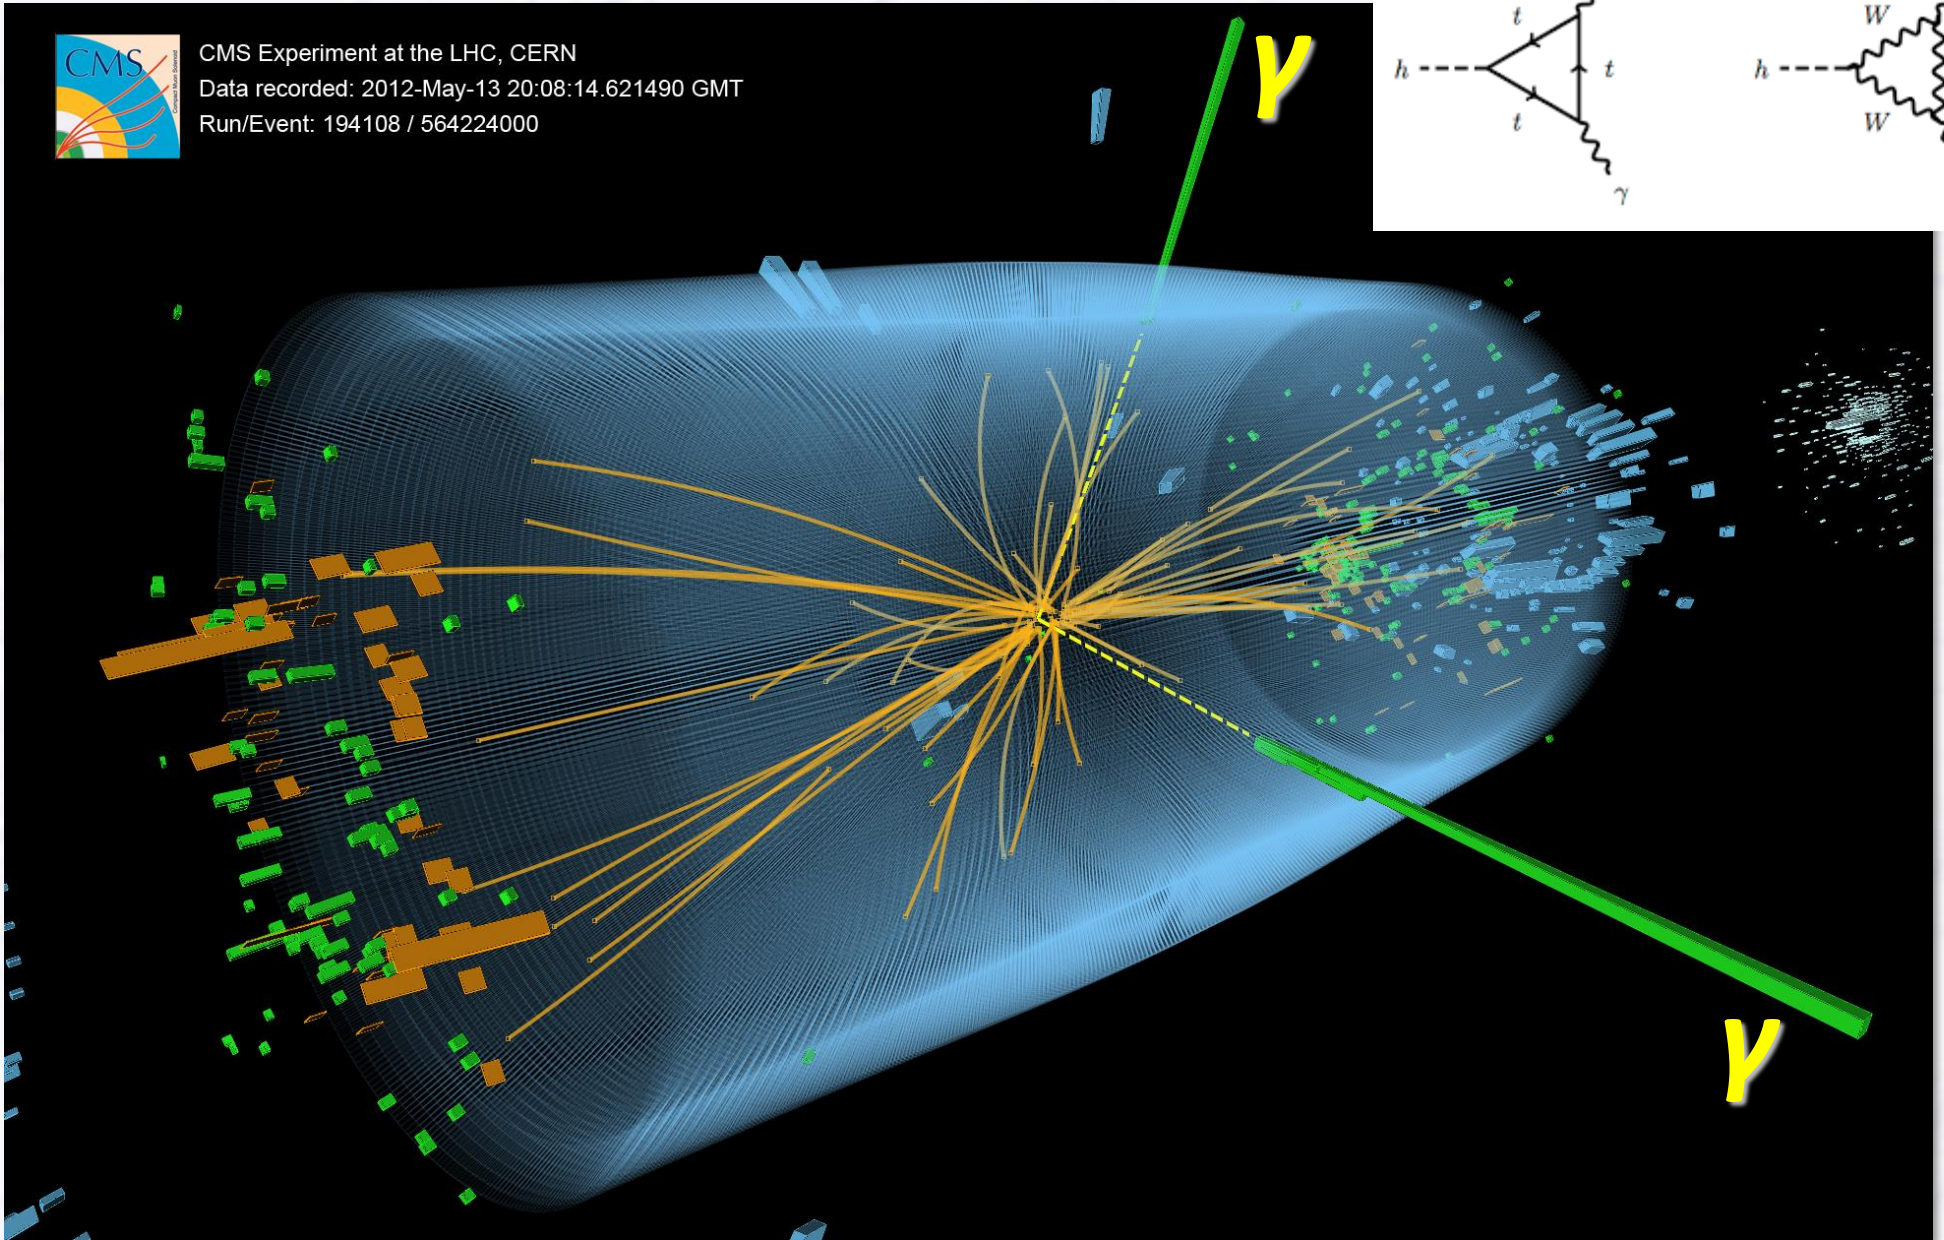 CMS
CMS Experiment at the LHC, CERN
Data recorded: 2012-May-13 20:08:14.621490 GMT
Run/Event: 194108 / 564224000
γ
t
h
t
t
γ
W
h
W
γ